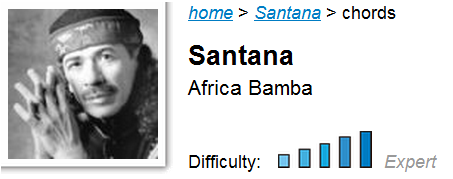 home > Santana > chords
Santana
Africa Bamba
Difficulty: Expert